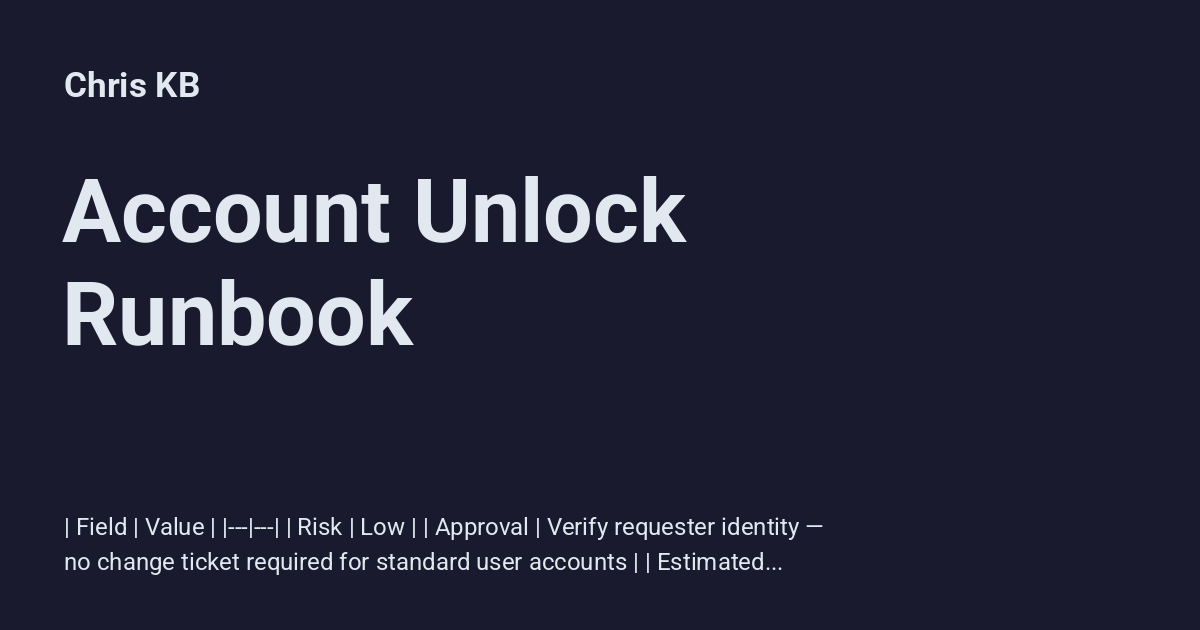 Chris KB
Account Unlock
Runbook
| Field | Value | |---|---| | Risk | Low | | Approval | Verify requester identity —
no change ticket required for standard user accounts | | Estimated...